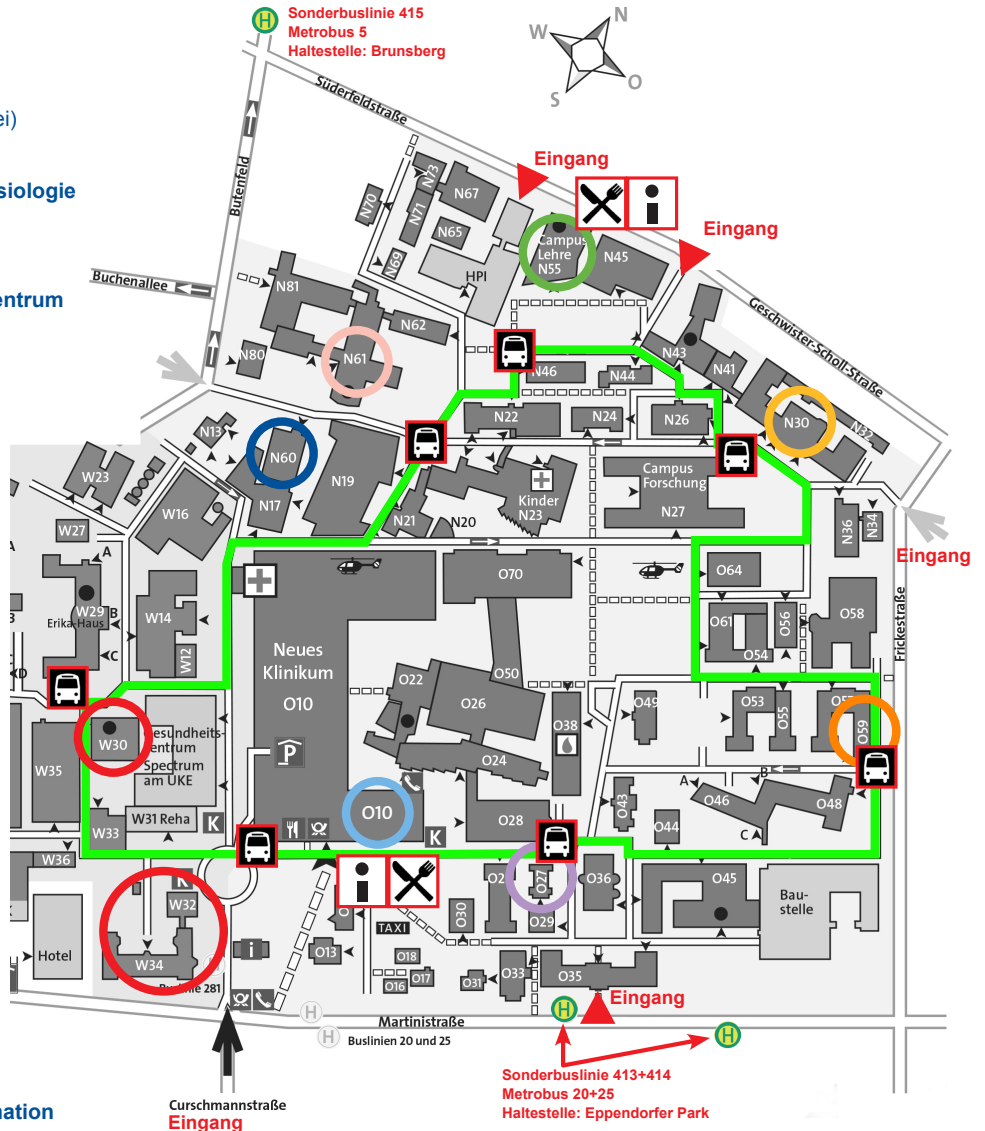 Sonderbuslinie 415
Metrobus 5
Haltestelle: Brunsberg
H
N
W
O
S
ei)
siologie
entrum
Süderfeldstraße
Butenfeld
Buchenallee
Eingang
Eingang
Geschwister-Scholl-Straße
N73
N67
N70
N71
N65
N69
HPI
Campus
Lehre
N55
N45
N81
N62
N61
N80
N46
N44
N43
N41
N30
N32
N22
N24
N26
N13
N60
N19
N17
N21
N20
Kinder
N23
Campus
Forschung
N27
N36
N34
Eingang
Frickestraße
W23
W16
W27
A
A
W29
Erika-Haus
B
B
C
D
W14
W12
Neues
Klinikum
O10
O70
O50
O64
O61
O56
O54
O58
O22
O26
O24
O38
O49
O53
O55
O59
W30
Gesundheits-
zentrum
Spectrum
am UKE
W35
W33
W31 Reha
K
P
O10
K
O28
O43
O44
A
B
O46
O48
C
W36
K
W32
W34
Hotel
H
Buslinie 281
i
O13
TAXI
O30
O27
O29
O36
O45
Bau-
stelle
O18
O17
O16
O31
O33
O35
Eingang
H
H
Martinistraße
Buslinien 20 und 25
H
H
Sonderbuslinie 413+414
Metrobus 20+25
Haltestelle: Eppendorfer Park
Curschmannstraße
Eingang
nation